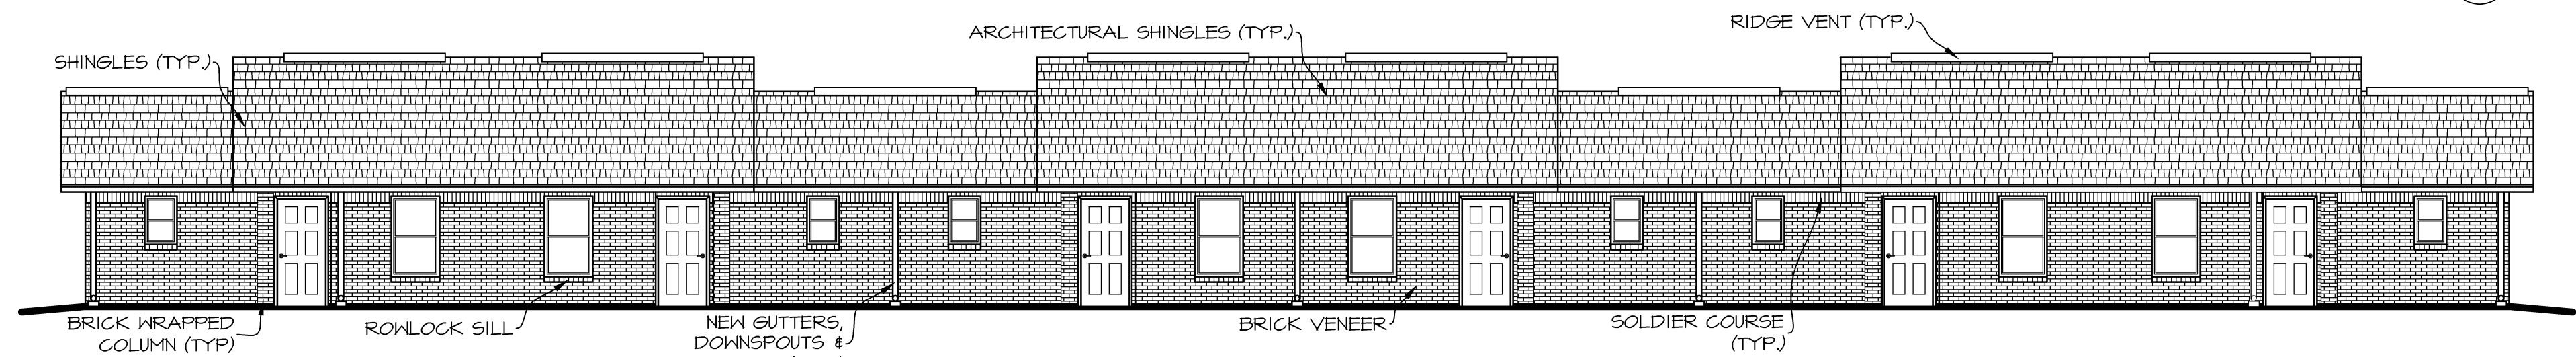 RIDGE VENT (TYP.)
ARCHITECTURAL SHINGLES (TYP.)
SHINGLES (TYP.)
BRICK WRAPPED
COLUMN (TYP)
ROWLOCK SILL
NEW GUTTERS,
DOWNSPOUTS &
BRICK VENEER
SOLDIER COURSE
(TYP.)